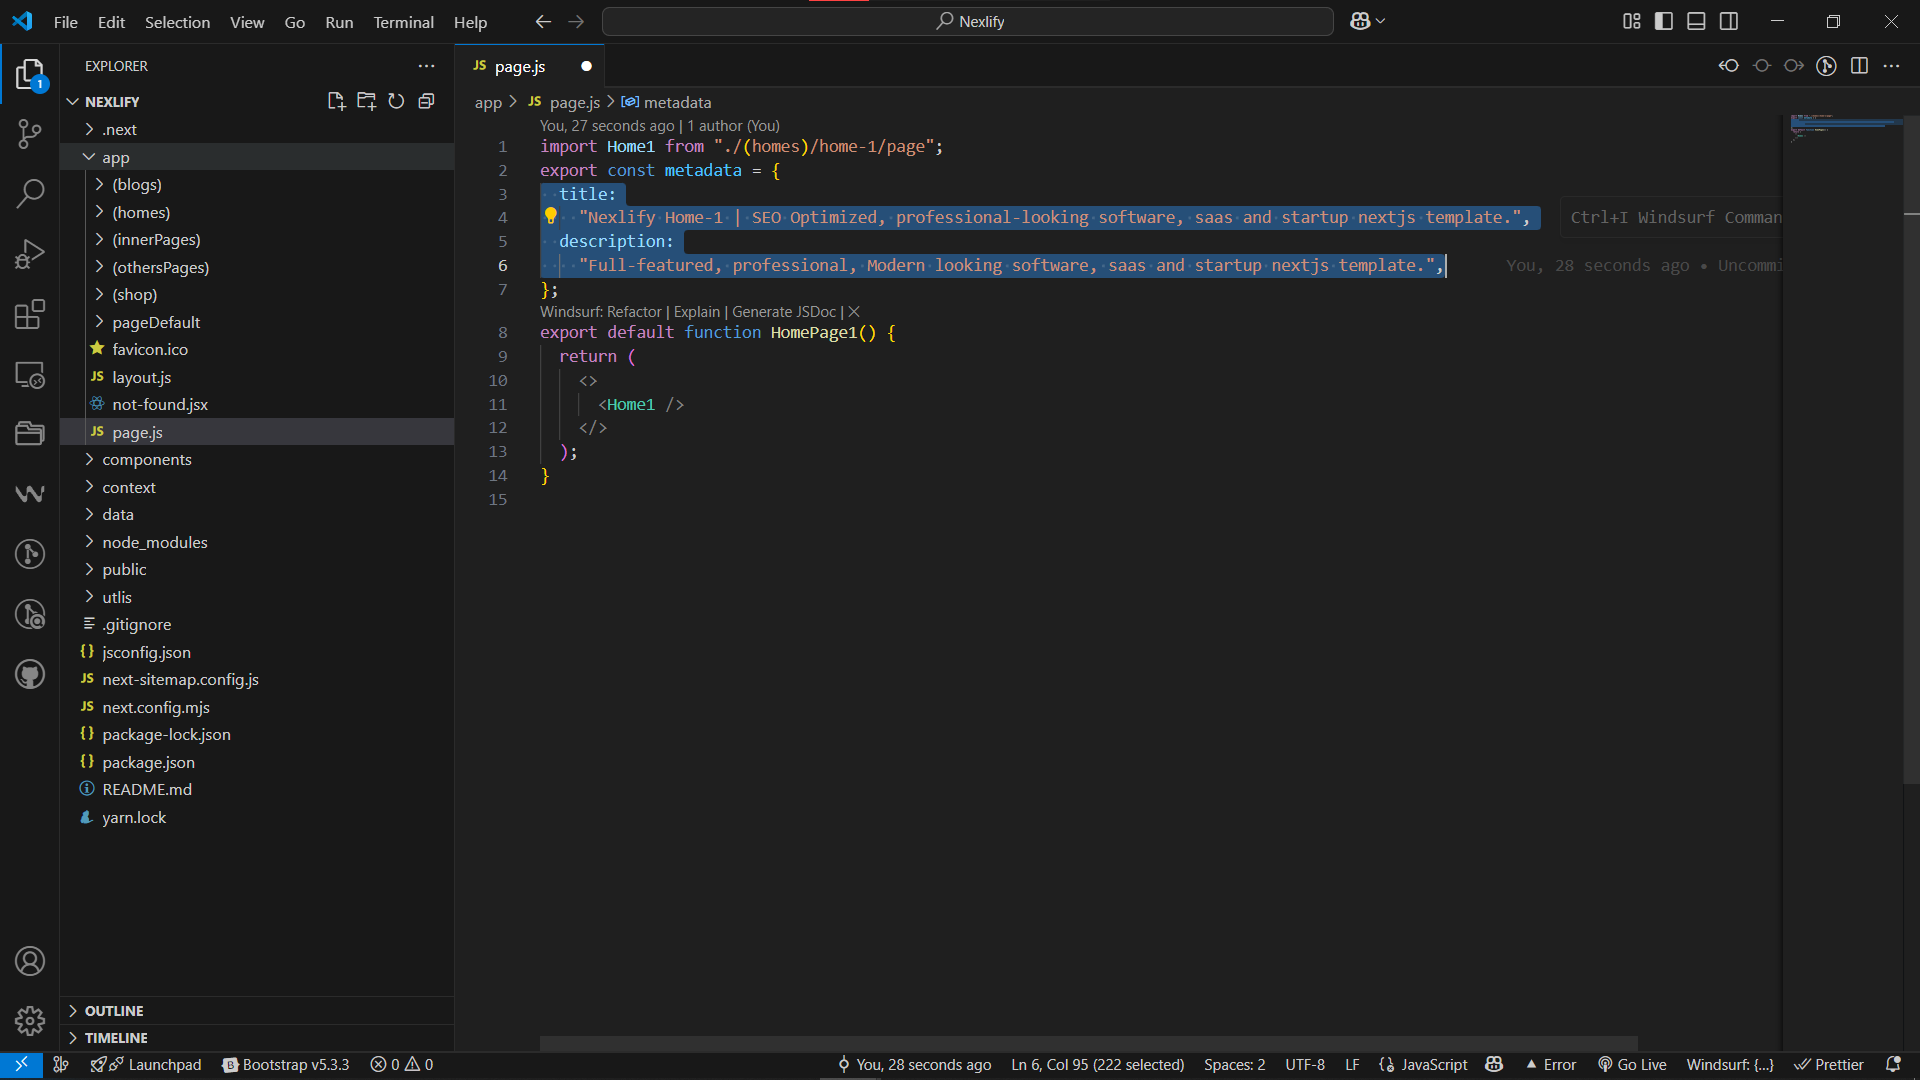 File Edit Selection View Go Run Terminal Help
Nexlify
EXPLORER
NEXLIFY
.next
app
(blogs)
(homes)
(innerPages)
(othersPages)
(shop)
pageDefault
favicon.ico
JS layout.js
not-found.jsx
JS page.js
components
context
data
node_modules
public
utlis
.gitignore
{} jsconfig.json
JS next-sitemap.config.js
JS next.config.mjs
{} package-lock.json
{} package.json
README.md
yarn.lock
OUTLINE
TIMELINE
1
JS page.js
app > JS page.js > metadata
You, 27 seconds ago | 1 author (You)
1 import Home1 from "./(homes)/home-1/page";
2 export const metadata = {
3 title:
4 "Nexlify Home-1 | SEO Optimized, professional-looking software, saas and startup nextjs template.", Ctrl+I Windsurf Comman
5 description:
6 "Full-featured, professional, Modern looking software, saas and startup nextjs template.", You, 28 seconds ago • Uncommi
7 };
Windsurf: Refactor | Explain | Generate JSDoc | X
8 export default function HomePage1() {
9 return (
10 <>
11 <Home1 />
12 </>
13 );
14 }
15
Launchpad B Bootstrap v5.3.3 0 0 You, 28 seconds ago Ln 6, Col 95 (222 selected) Spaces: 2 UTF-8 LF {} JavaScript Error Go Live Windsurf: {...} Prettier